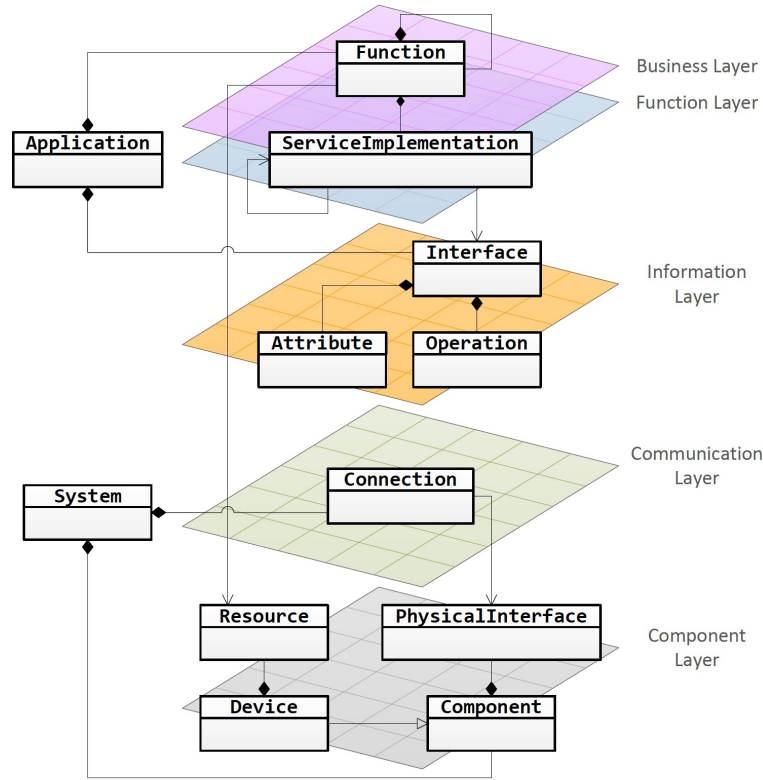 Function
Business Layer
Function Layer
Application
ServiceImplementation
Interface
Information
Layer
Attribute
Operation
Communication
Layer
Connection
System
Resource
PhysicalInterface
Component
Layer
Device
Component